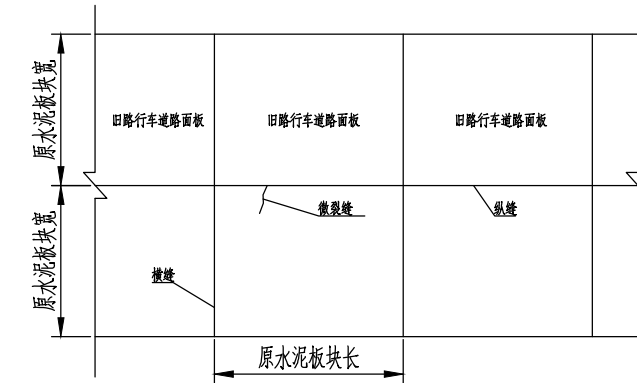 原水泥板块宽
旧路行车道路面板
旧路行车道路面板
旧路行车道路面板
原水泥板块宽
微裂缝
纵缝
横缝
原水泥板块长